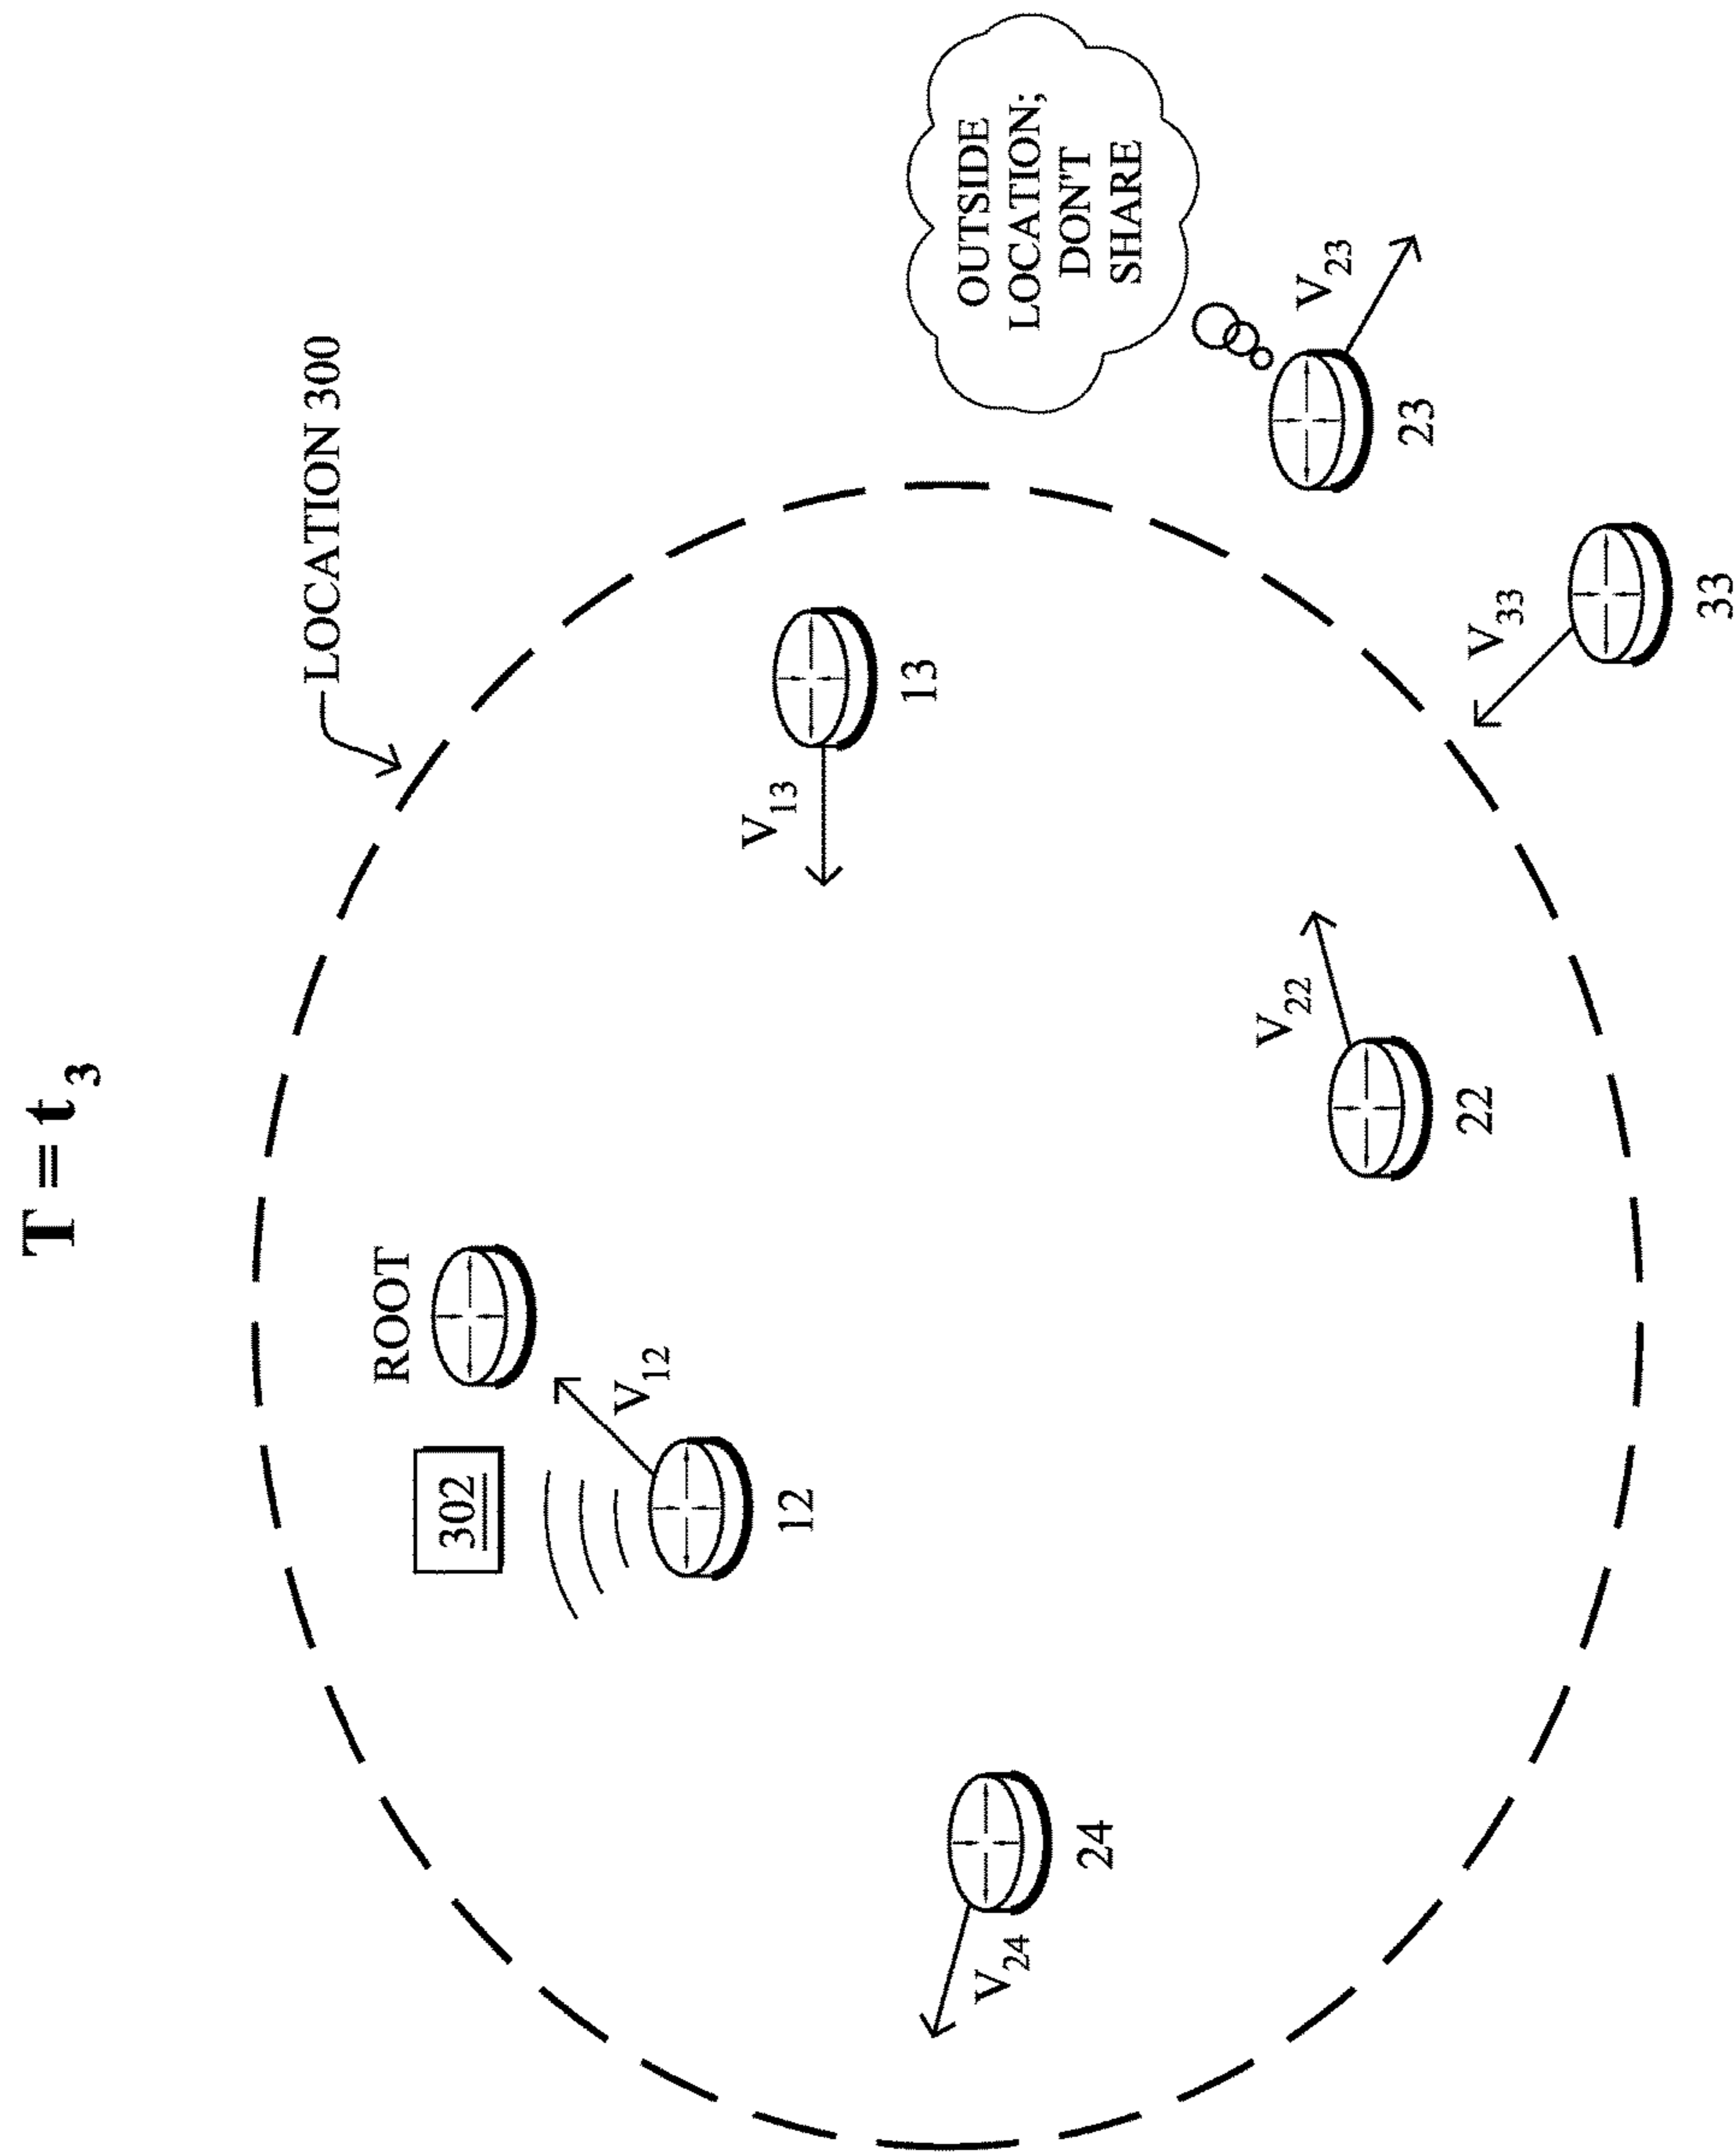 T = t3
LOCATION 300
ROOT
302
V12
12
V13
13
V24
24
V22
22
OUTSIDE
LOCATION;
DON'T
SHARE
V23
23
V33
33